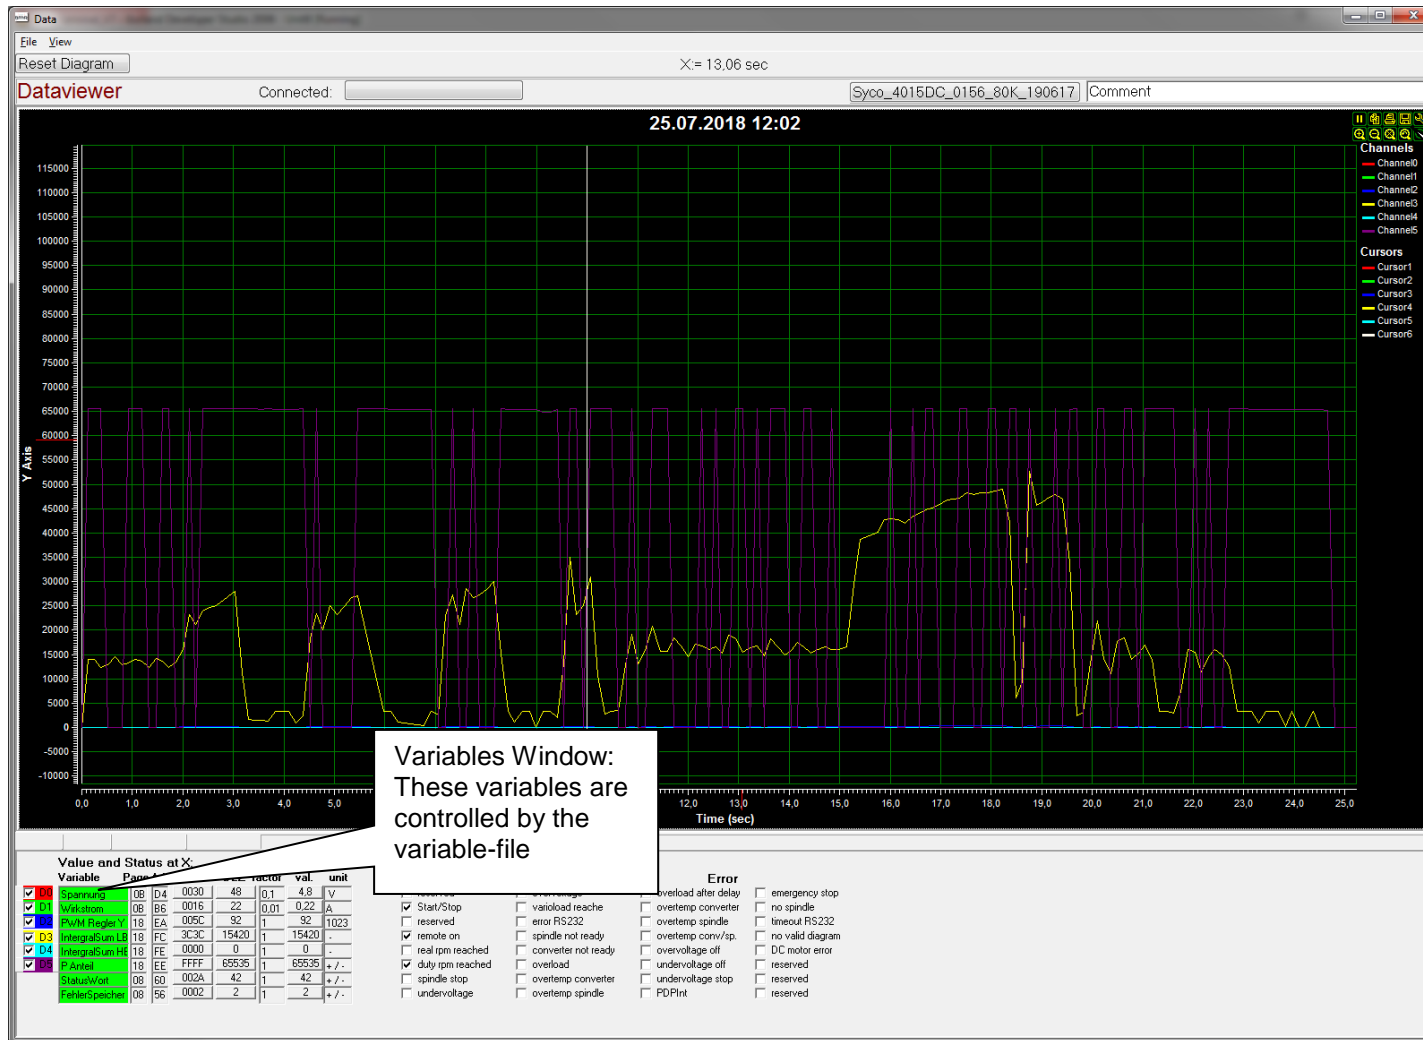 Data
File View
Reset Diagram
X:= 13,06 sec
Dataviewer
Connected:
Syco_4015DC_0156_80K_190617
Comment
25.07.2018 12:02
Channels
Channel0
Channel1
Channel2
Channel3
Channel4
Channel5
Cursors
Cursor1
Cursor2
Cursor3
Cursor4
Cursor5
Cursor6
Y Axis
115000
110000
105000
100000
95000
90000
85000
80000
75000
70000
65000
60000
55000
50000
45000
40000
35000
30000
25000
20000
15000
10000
5000
0
-5000
-10000
0,0 1,0 2,0 3,0 4,0 5,0 12,0 13,0 14,0 15,0 16,0 17,0 18,0 19,0 20,0 21,0 22,0 23,0 24,0 25,0
Time (sec)
Variables Window:
These variables are
controlled by the
variable-file
Value and Status at X:
Variable val. unit
D0 Spannung 0B D4 0030 48 0,1 4,8 V
D1 Wirkstrom 0B B6 0016 22 0,01 0,22 A
D2 PWM Regler Y 18 EA 005C 92 1 92 1023
D3 IntergralSum LB 18 FC 3C3C 15420 1 15420 -
D4 IntergralSum HB 18 FE 0000 0 1 0 -
D5 P Anteil 18 EE FFFF 65535 1 65535 + / -
StatusWort 08 60 002A 42 1 42 + / -
FehlerSpeicher 08 56 0002 2 1 2 + / -
Error
overload after delay emergency stop
Start/Stop varioload reache overtemp converter no spindle
reserved error RS232 overtemp spindle timeout RS232
remote on spindle not ready overtemp conv/sp. no valid diagram
real rpm reached converter not ready overvoltage off DC motor error
duty rpm reached overload undervoltage off reserved
spindle stop overtemp converter undervoltage stop reserved
undervoltage overtemp spindle PDPInt reserved